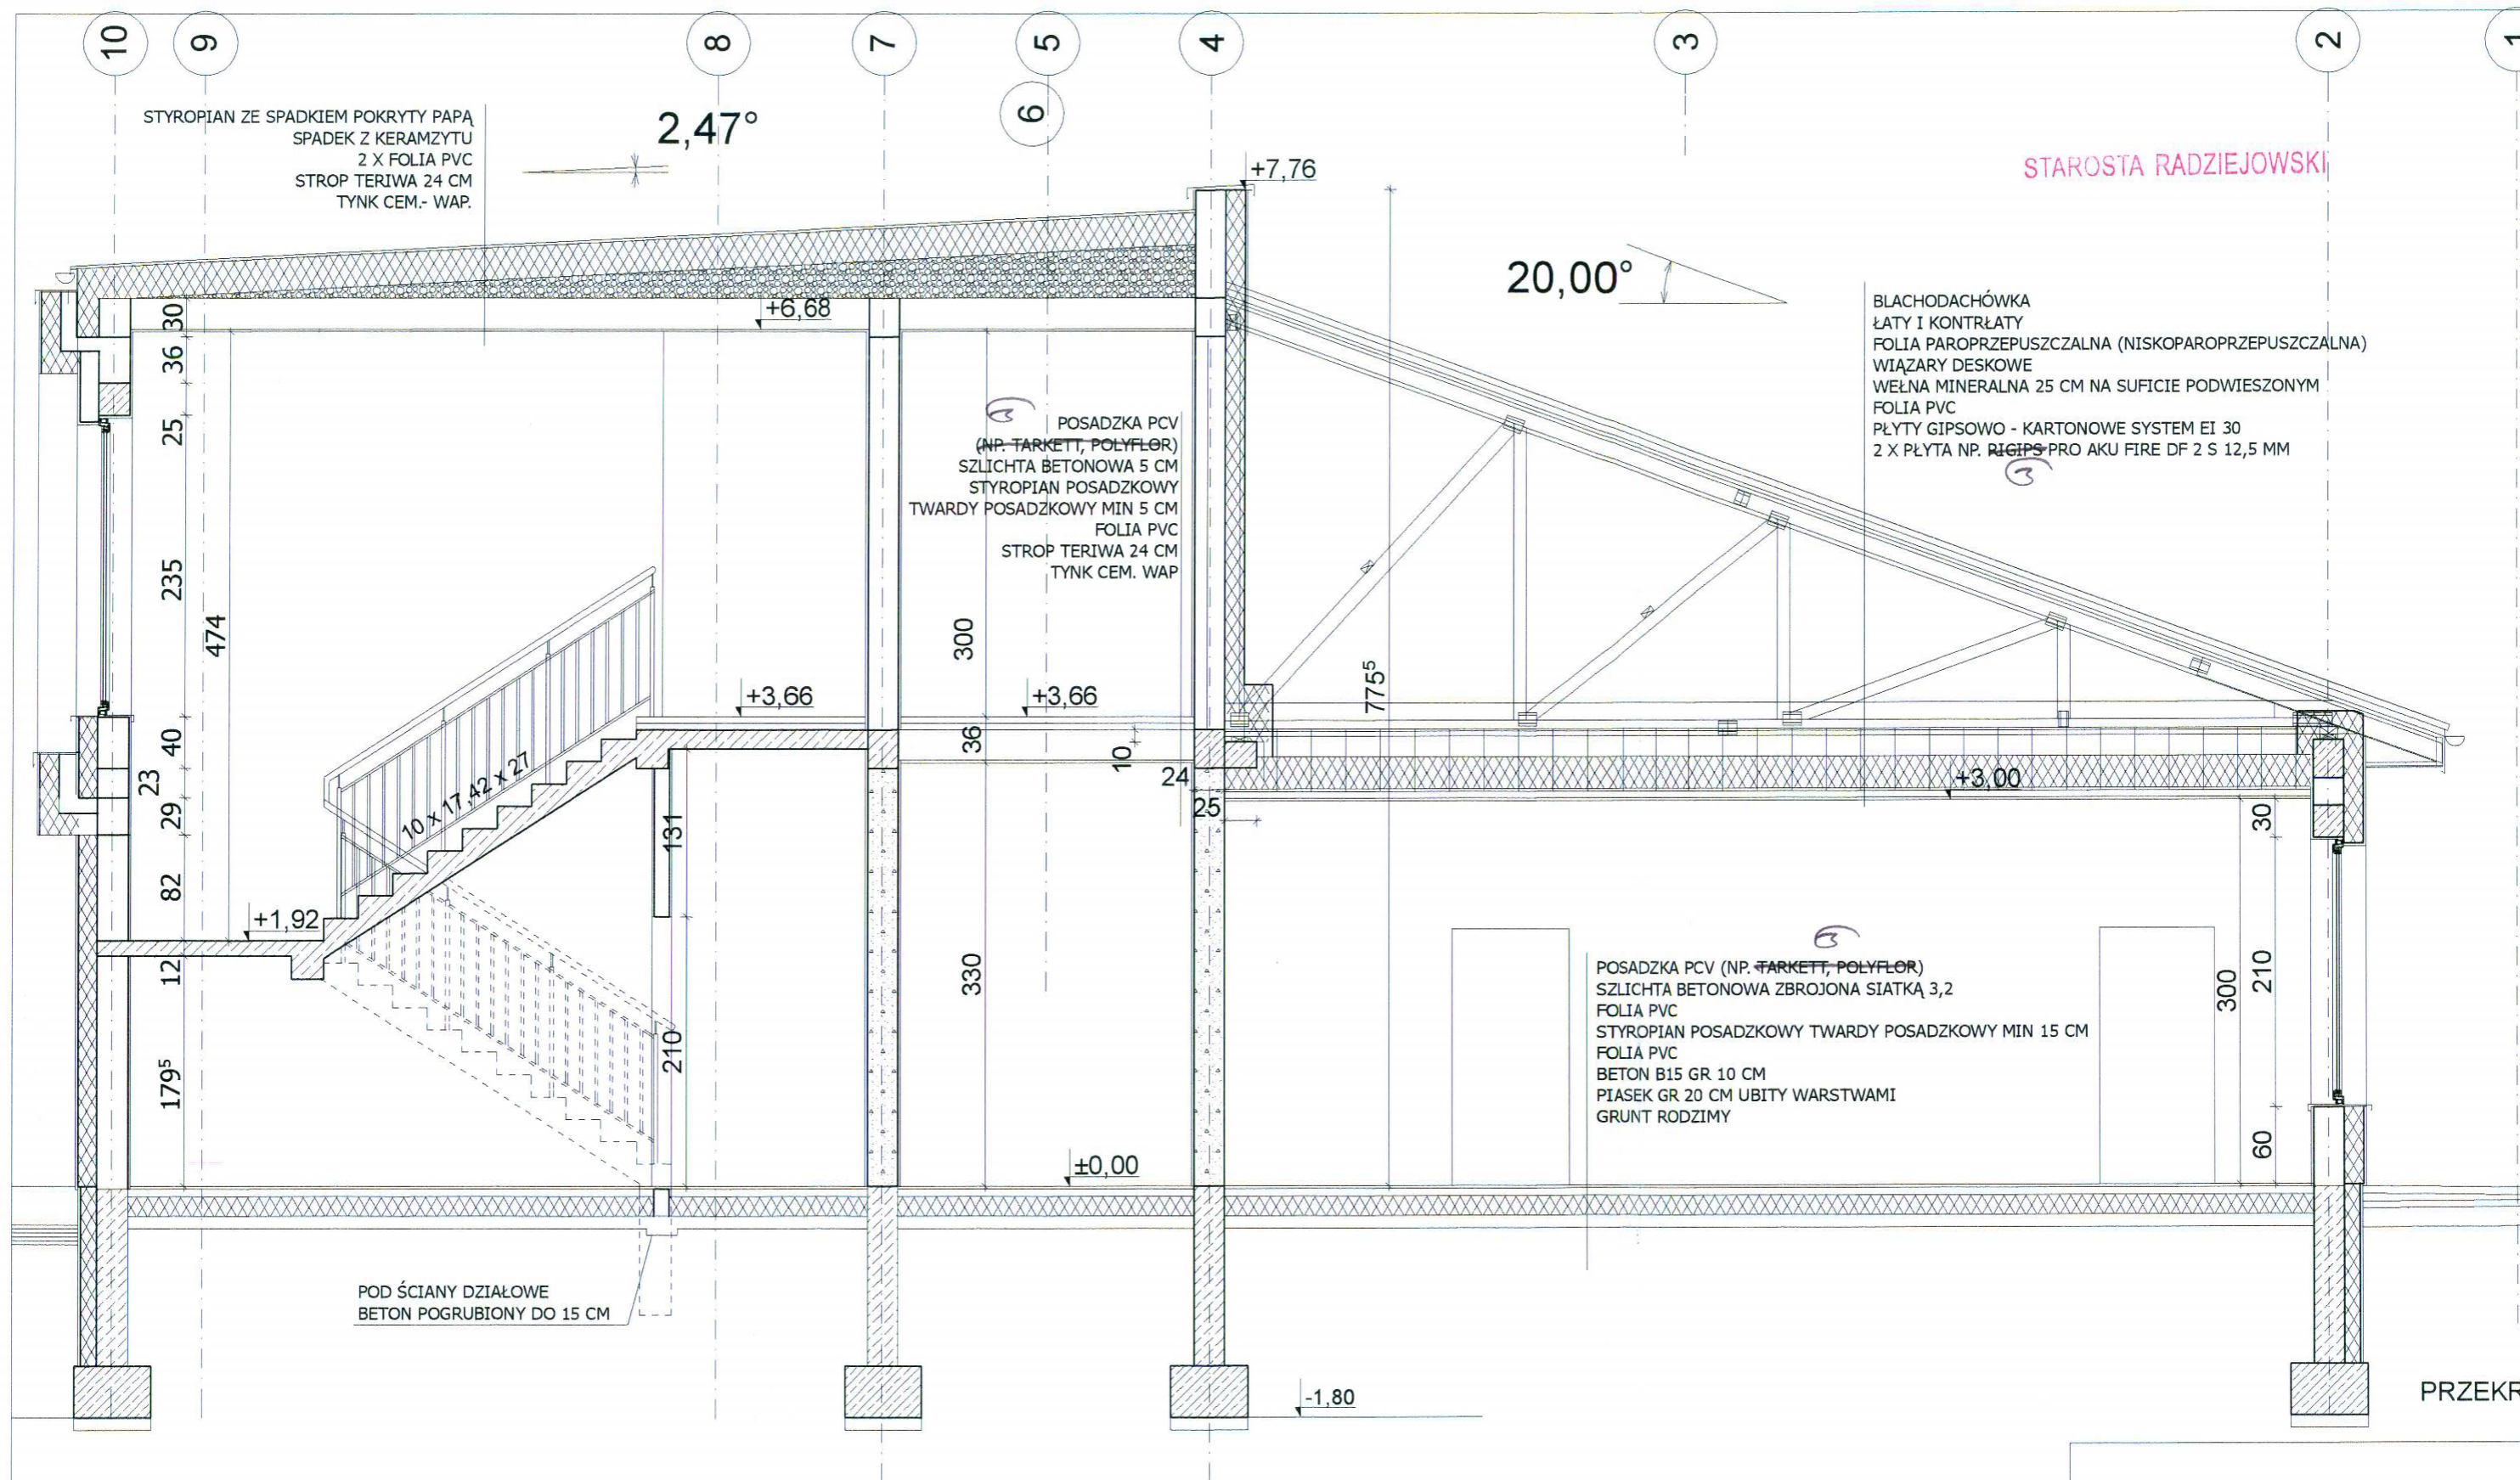 10
9
8
7
5
4
3
2
1
6
STYROPIAN ZE SPADKIEM POKRYTY PAPĄ
SPADEK Z KERAMZYTU
2 X FOLIA PVC
STROP TERIWA 24 CM
TYNK CEM.- WAP.
2,47°
+7,76
STAROSTA RADZIEJOWSKI
20,00°
BLACHODACHÓWKA
ŁATY I KONTRŁATY
FOLIA PAROPRZEPUSZCZALNA (NISKOPAROPRZEPUSZCZALNA)
WIĄZARY DESKOWE
WEŁNA MINERALNA 25 CM NA SUFICIE PODWIESZONYM
FOLIA PVC
PŁYTY GIPSOWO - KARTONOWE SYSTEM EI 30
2 X PŁYTA NP. RIGIPS PRO AKU FIRE DF 2 S 12,5 MM
+6,68
30
36
25
235
474
40
23
29
82
12
179⁵
POSADZKA PCV
(NP. TARKETT, POLYFLOR)
SZLICHTA BETONOWA 5 CM
STYROPIAN POSADZKOWY
TWARDY POSADZKOWY MIN 5 CM
FOLIA PVC
STROP TERIWA 24 CM
TYNK CEM. WAP
300
775⁵
+3,66
+3,66
36
10
24
25
+3,00
10 x 17,42 x 27
131
+1,92
210
330
30
210
300
60
POSADZKA PCV (NP. TARKETT, POLYFLOR)
SZLICHTA BETONOWA ZBROJONA SIATKĄ 3,2
FOLIA PVC
STYROPIAN POSADZKOWY TWARDY POSADZKOWY MIN 15 CM
FOLIA PVC
BETON B15 GR 10 CM
PIASEK GR 20 CM UBITY WARSTWAMI
GRUNT RODZIMY
±0,00
POD ŚCIANY DZIAŁOWE
BETON POGRUBIONY DO 15 CM
-1,80
PRZEKR